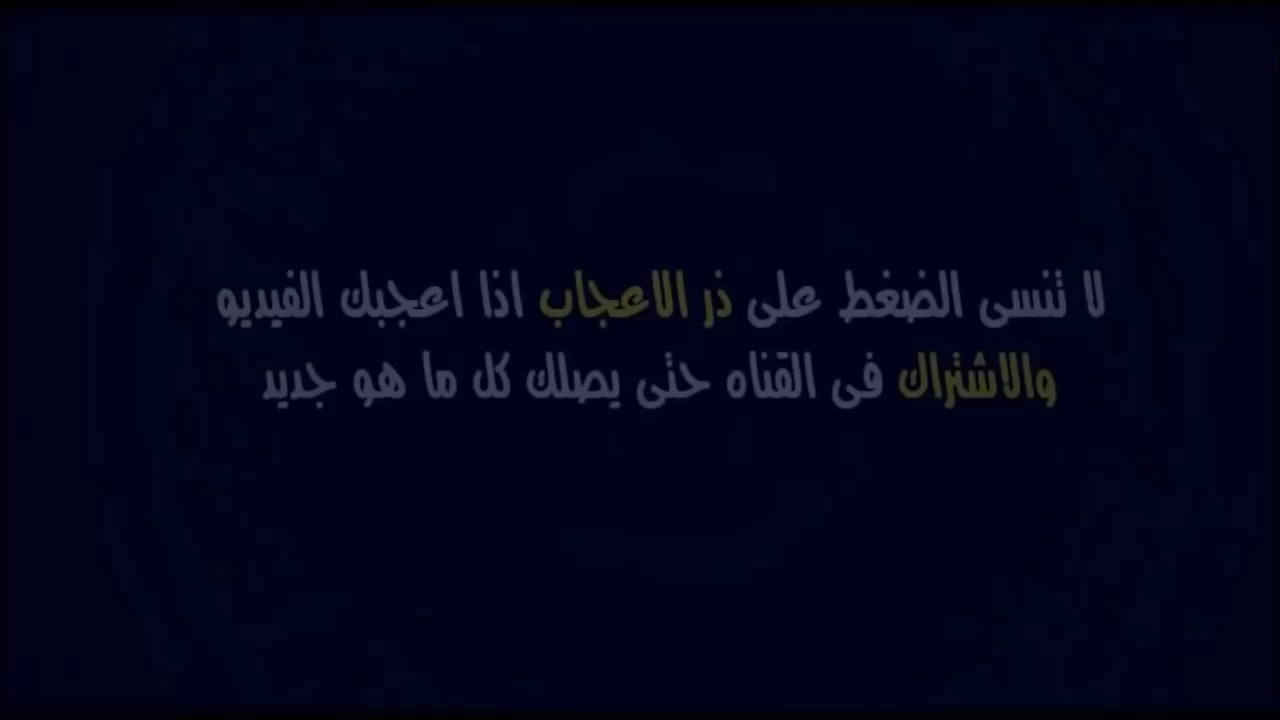 لا تنسى الضغط على ذر الاعجاب اذا اعجبك الفيديو
والاشتراك فى القناه حتى يصلك كل ما هو جديد